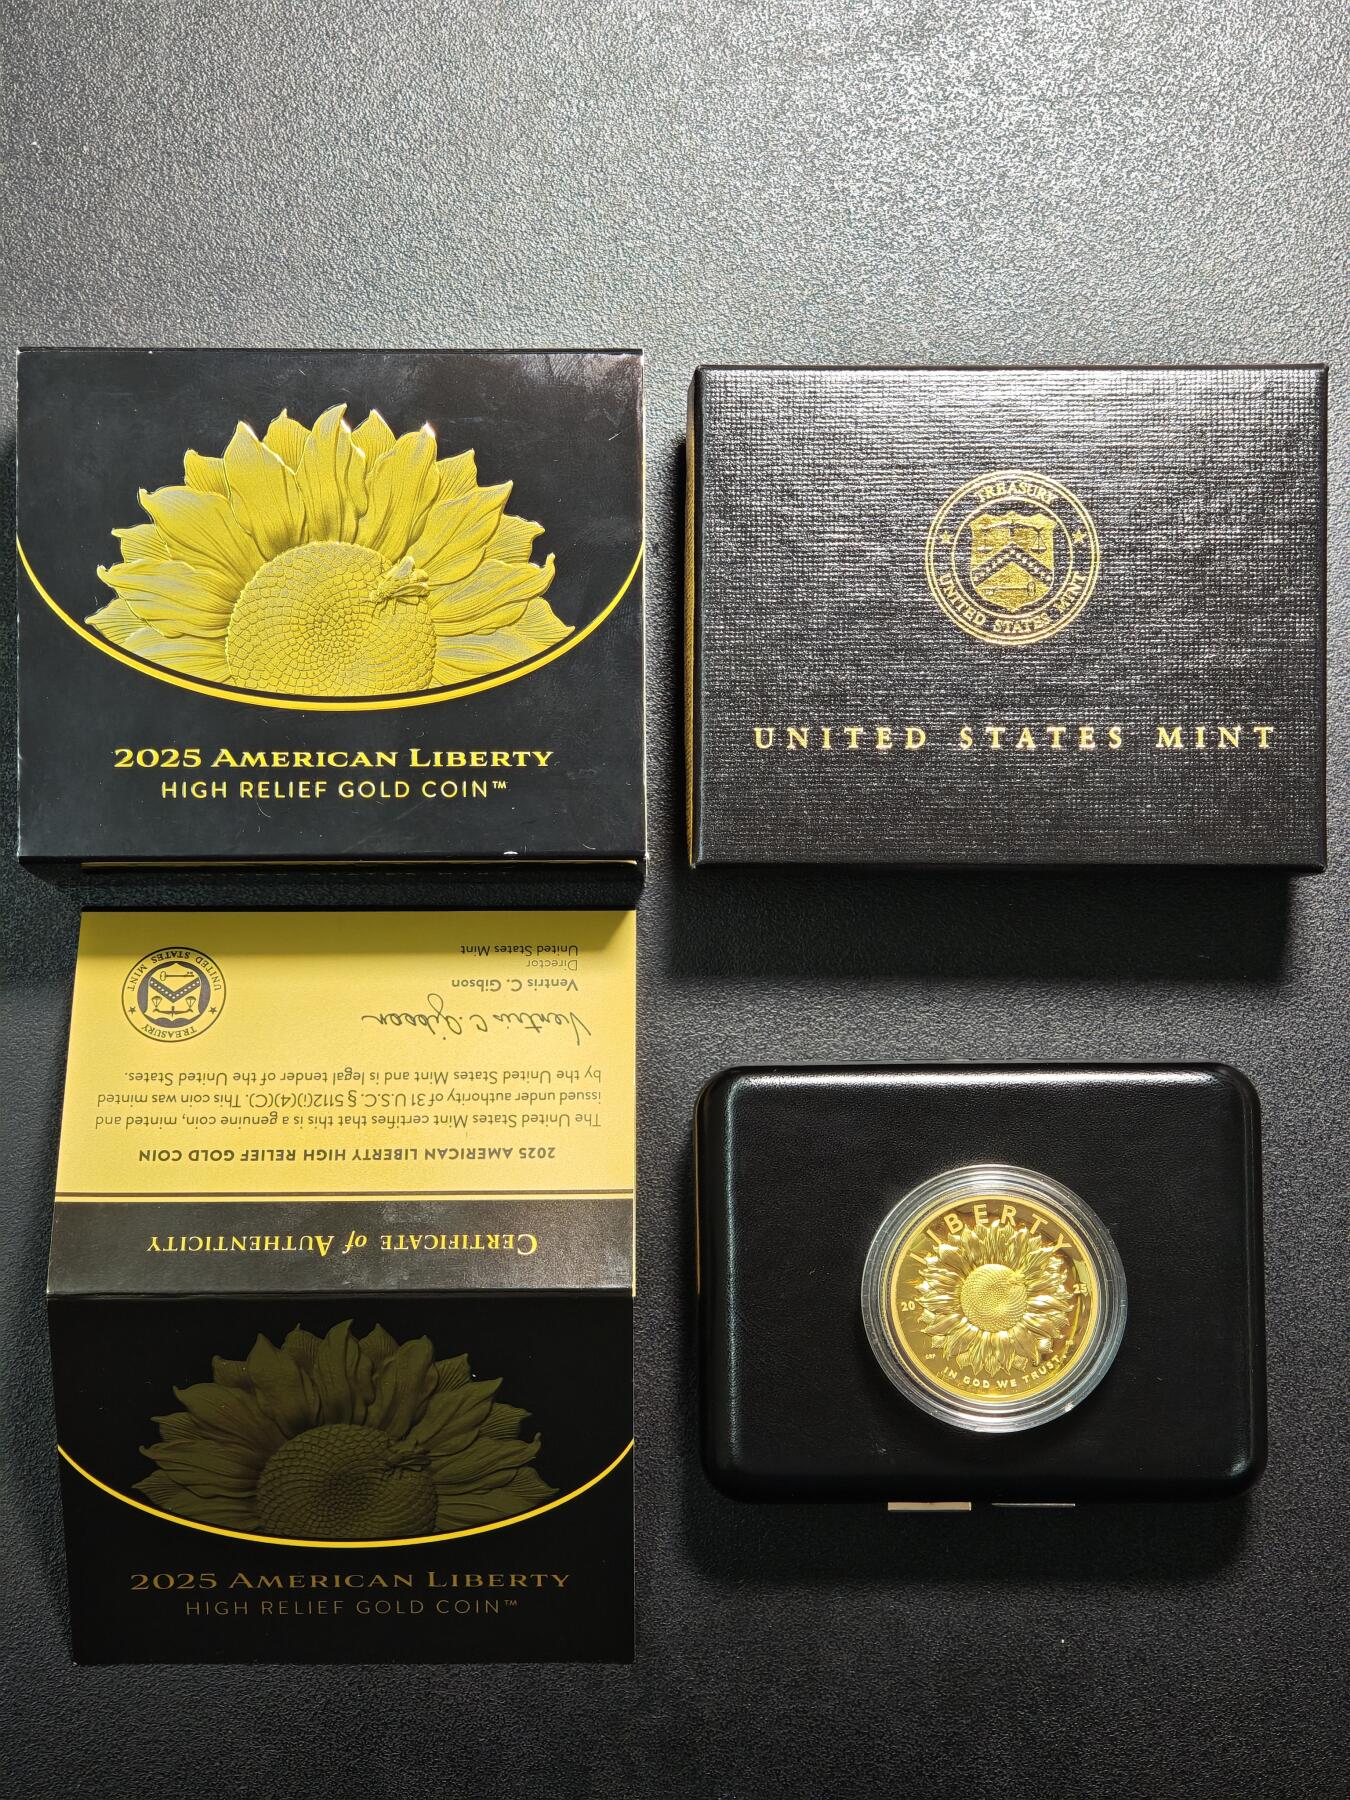 2025 AMERICAN LIBERTY
HIGH RELIEF GOLD COIN™
TREASURY
UNITED STATES MINT
UNITED STATES MINT
CERTIFICATE of AUTHENTICITY
2025 AMERICAN LIBERTY HIGH RELIEF GOLD COIN
The United States Mint certifies that this is a genuine coin, minted and
issued under authority of 31 U.S.C. § 5112(i)(4)(C). This coin was minted
by the United States Mint and is legal tender of the United States.
Ventris C. Gibson
Ventris C. Gibson
Director
United States Mint
TREASURY
UNITED STATES MINT
2025 AMERICAN LIBERTY
HIGH RELIEF GOLD COIN™
LIBERTY
20 25
IN GOD WE TRUST